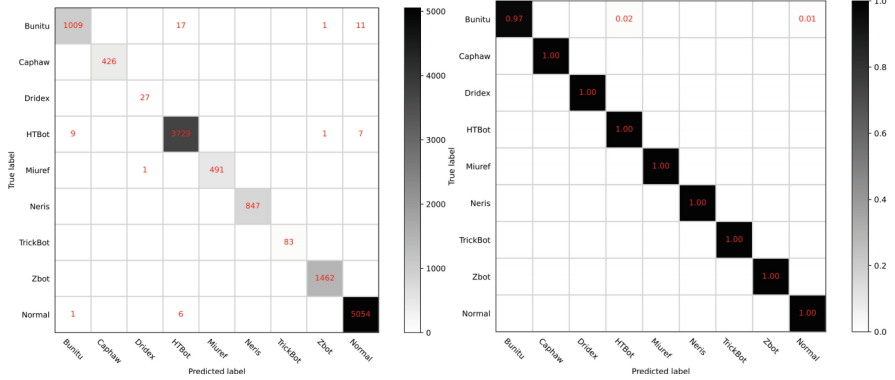 Bunitu 1009 17 1 11
Caphaw 426
Dridex 27
HTBot 9 3729 1 7
Miuref 1 491
Neris 847
TrickBot 83
Zbot 1462
Normal 1 6 5054
Bunitu Caphaw Dridex HTBot Miuref Neris TrickBot Zbot Normal
Predicted label
True label
5000
4000
3000
2000
1000
0
Bunitu 0.97 0.02 0.01
Caphaw 1.00
Dridex 1.00
HTBot 1.00
Miuref 1.00
Neris 1.00
TrickBot 1.00
Zbot 1.00
Normal 1.00
Bunitu Caphaw Dridex HTBot Miuref Neris TrickBot Zbot Normal
Predicted label
True label
1.0
0.8
0.6
0.4
0.2
0.0